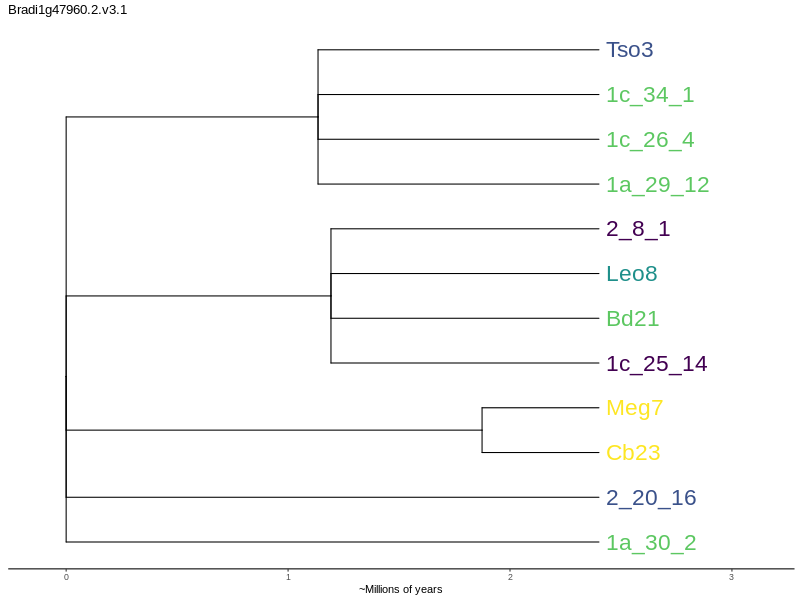 Bradi1g47960.2.v3.1
Tso3
1c_34_1
1c_26_4
1a_29_12
2_8_1
Leo8
Bd21
1c_25_14
Meg7
Cb23
2_20_16
1a_30_2
0 1 2 3
~Millions of years